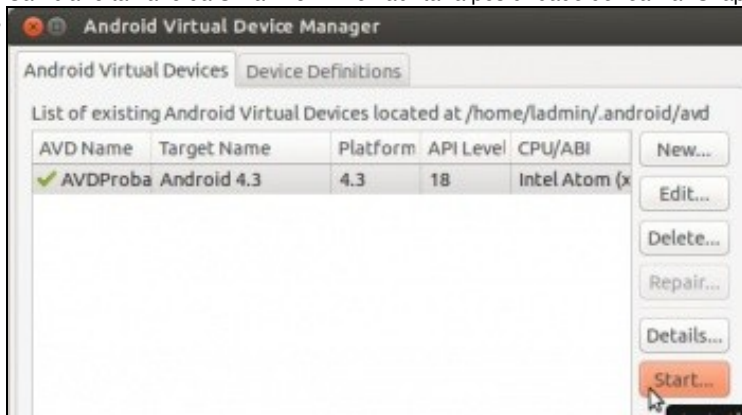 Android Virtual Device Manager
Android Virtual Devices Device Definitions
List of existing Android Virtual Devices located at /home/ladmin/.android/avd
AVD Name Target Name Platform API Level CPU/ABI New...
AVDProba Android 4.3 4.3 18 Intel Atom (x
Edit...
Delete...
Repair...
Details...
Start...